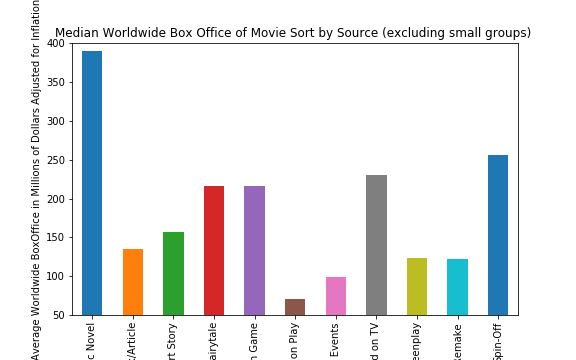 Median Worldwide Box Office of Movie Sort by Source (excluding small groups)
Average Worldwide BoxOffice in Millions of Dollars Adjusted for Inflation
400
350
300
250
200
150
100
50
c Novel
/Article
rt Story
airytale
Game
on Play
Events
d on TV
eenplay
emake
pin-Off